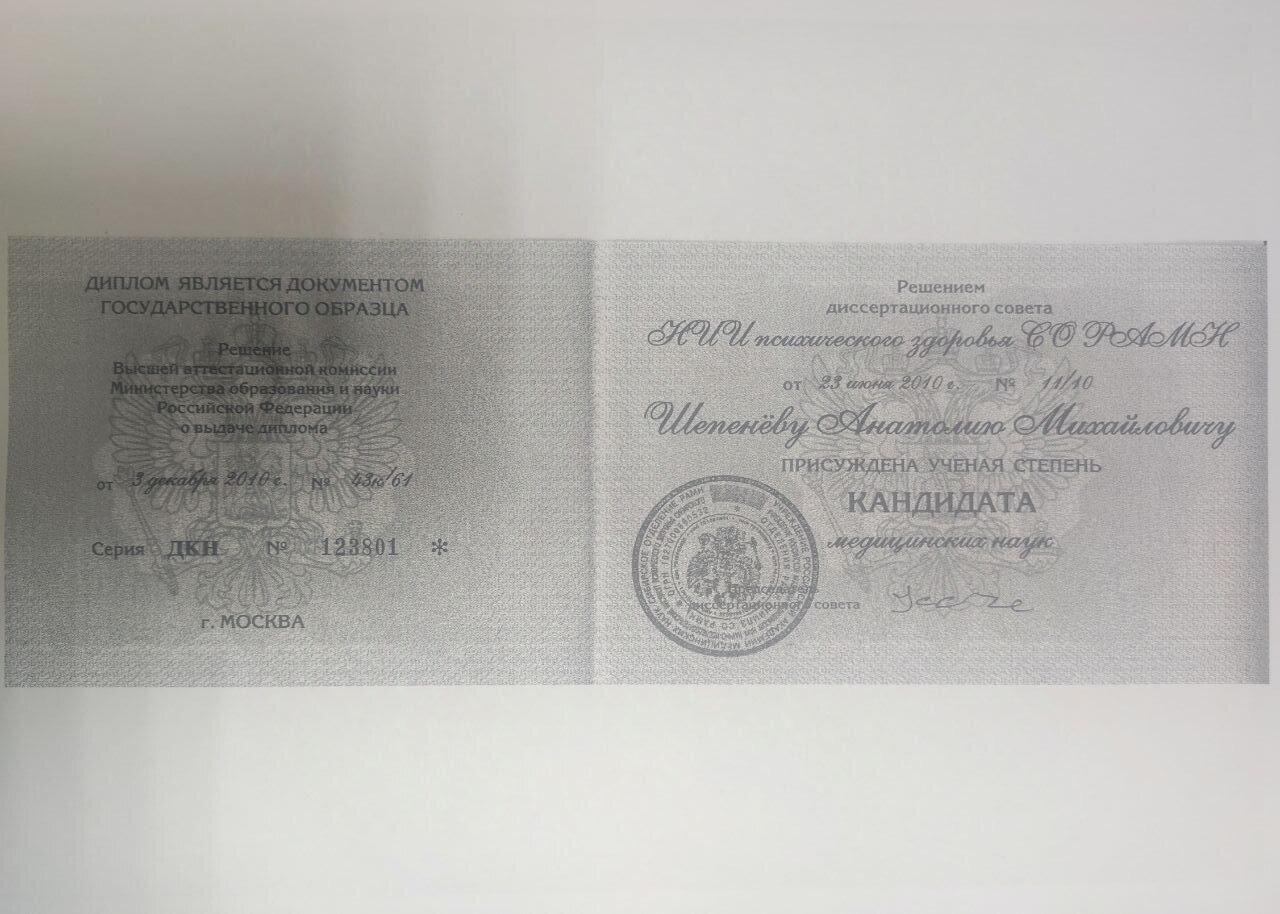 ДИПЛОМ ЯВЛЯЕТСЯ ДОКУМЕНТОМ
ГОСУДАРСТВЕННОГО ОБРАЗЦА
Решение
Высшей аттестационной комиссии
Министерства образования и науки
Российской Федерации
о выдаче диплома
от 3 декабря 2010 г. № 43к/61
Серия ДКН № 123801 *
г. МОСКВА
Решением
диссертационного совета
НИИ психического здоровья СО РАМН
от 23 июня 2010 г. № 11/10
Шепенёву Анатолию Михайловичу
ПРИСУЖДЕНА УЧЕНАЯ СТЕПЕНЬ
КАНДИДАТА
медицинских наук
Председатель
диссертационного совета